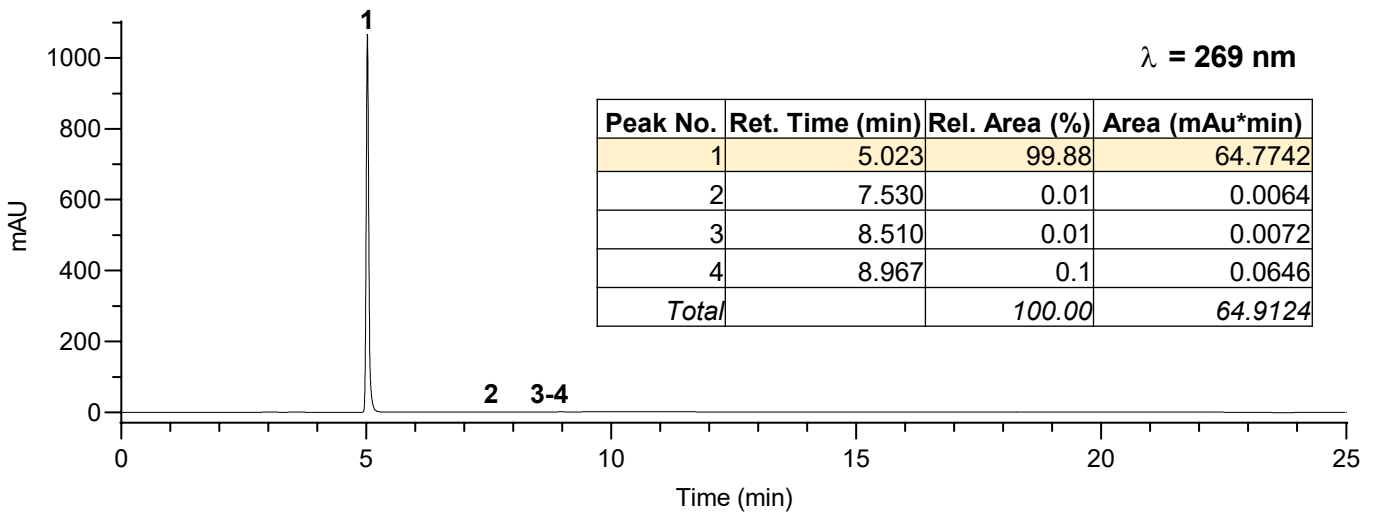 1
λ = 269 nm
1000
800
600
400
200
0
mAU
Peak No. Ret. Time (min) Rel. Area (%) Area (mAu*min)
1 5.023 99.88 64.7742
2 7.530 0.01 0.0064
3 8.510 0.01 0.0072
4 8.967 0.1 0.0646
Total 100.00 64.9124
2 3-4
0 5 10 15 20 25
Time (min)